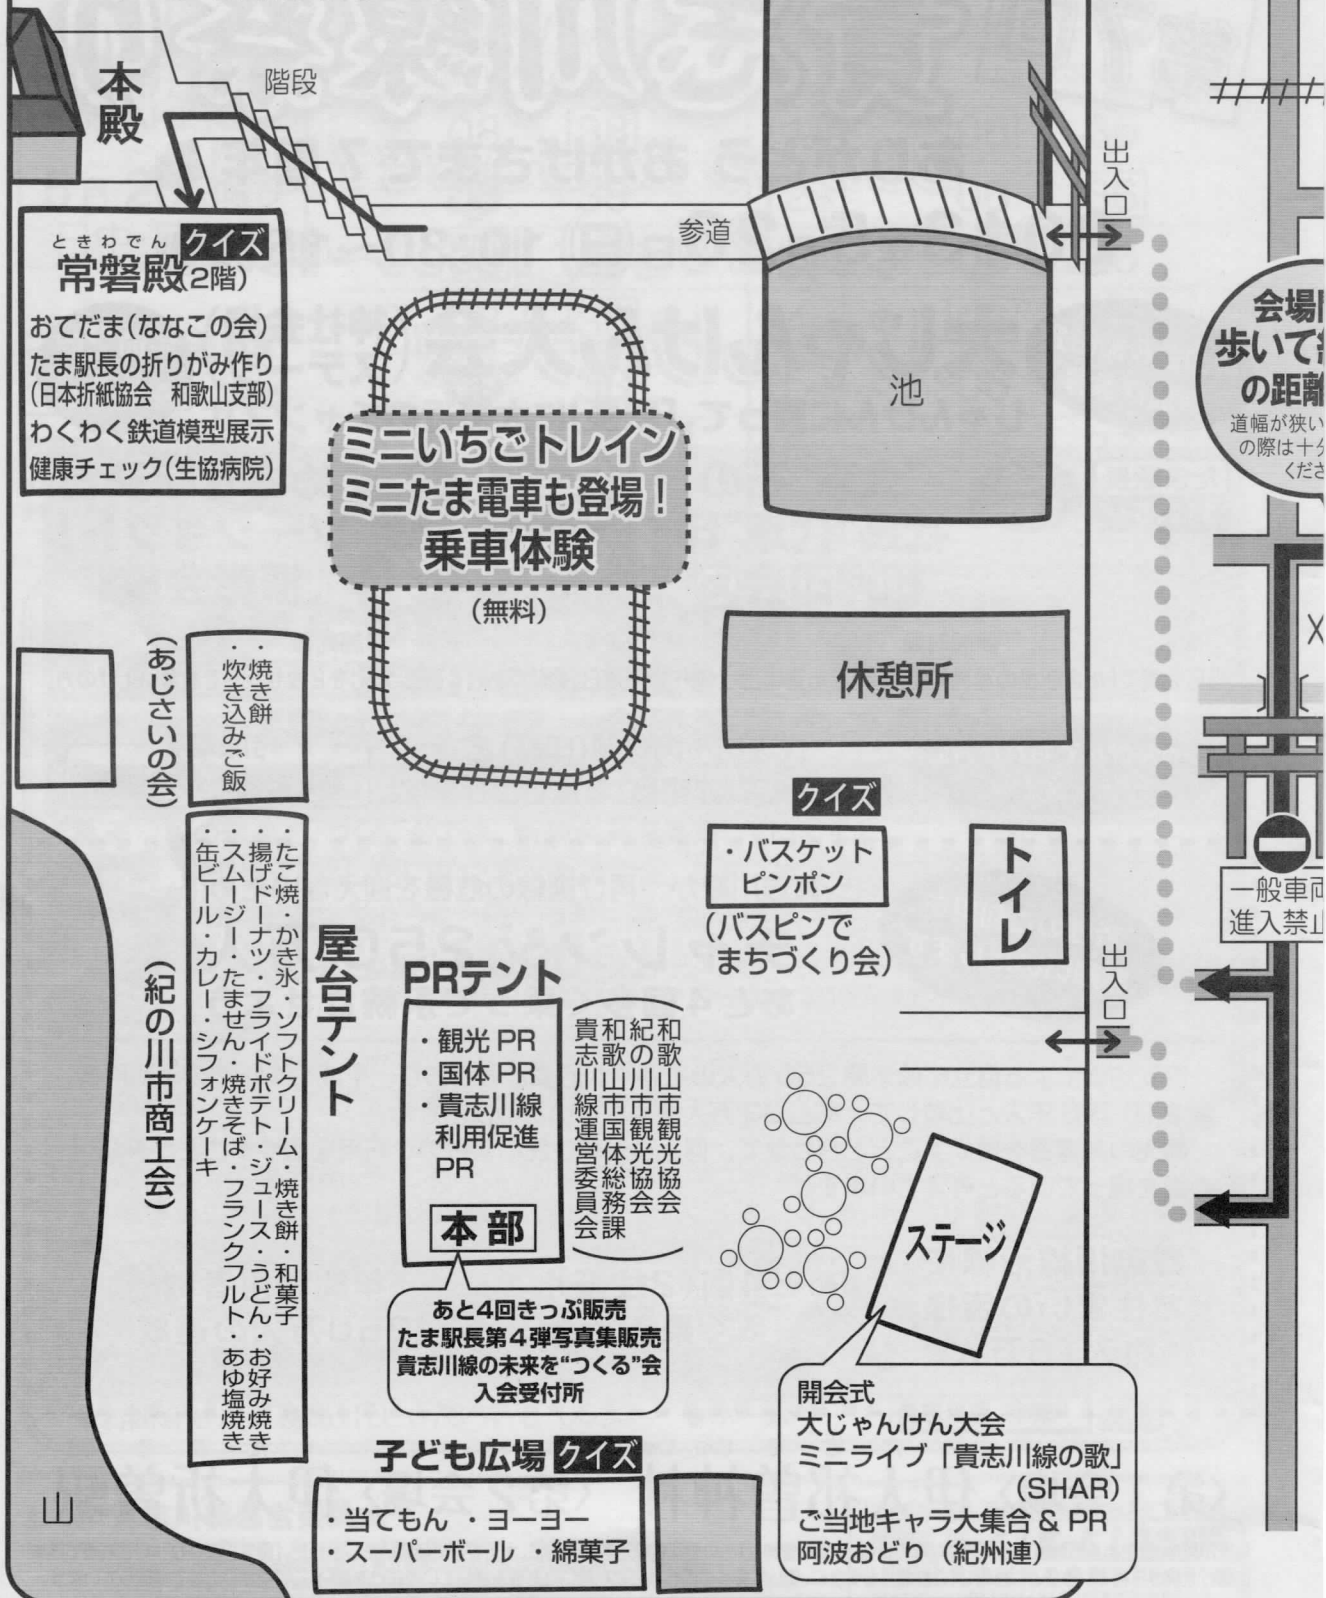 本殿
階段
出入口
参道
ときわでん
クイズ
常磐殿(2階)
おてだま(ななこの会)
たま駅長の折りがみ作り
(日本折紙協会 和歌山支部)
わくわく鉄道模型展示
健康チェック(生協病院)
池
会場
歩いて
の距離
道幅が狭い
の際は十分
くださ
ミニいちごトレイン
ミニたま電車も登場!
乗車体験
(無料)
休憩所
・焼き餅
・炊き込みご飯
(あじさいの会)
クイズ
・バスケット
ピンポン
(バスピンで
まちづくり会)
トイレ
一般車両
進入禁止
出入口
屋台テント
・たこ焼・かき氷・ソフトクリーム・焼き餅・和菓子
・揚げドーナツ・フライドポテト・ジュース・うどん・お好み焼き
・スムージー・たません・焼きそば・フランクフルト・あゆ塩焼き
・缶ビール・カレー・シフォンケーキ
(紀の川市商工会)
PRテント
・観光 PR
・国体 PR
・貴志川線
利用促進
PR
本部
和歌山市観光協会
紀の川市観光協会
和歌山市国体総務課
貴志川線運営委員会
あと4回きっぷ販売
たま駅長第4弾写真集販売
貴志川線の未来を“つくる”会
入会受付所
ステージ
開会式
大じゃんけん大会
ミニライブ「貴志川線の歌」
(SHAR)
ご当地キャラ大集合 & PR
阿波おどり(紀州連)
子ども広場 クイズ
・当てもん ・ヨーヨー
・スーパーボール ・綿菓子
山